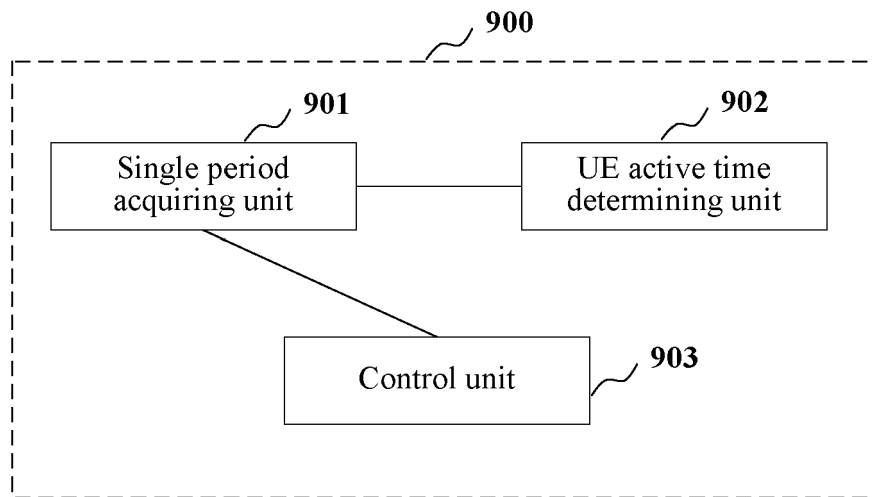 900
901
902
Single period
acquiring unit
UE active time
determining unit
903
Control unit